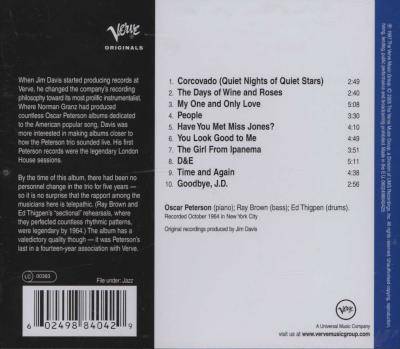 Verve
ORIGINALS
When Jim Davis started producing records at
Verve, he changed the company's recording
philosophy toward its most prolific instrumentalist.
Where Norman Granz had produced
countless Oscar Peterson albums dedicated
to the American popular song, Davis was
more interested in making albums closer to
how the Peterson trio sounded live. His first
Peterson records were the legendary London
House sessions.
By the time of this album, there had been no
personnel change in the trio for five years —
so it is no surprise that the rapport among the
musicians here is telepathic. (Ray Brown and
Ed Thigpen's "sectional" rehearsals, where
they perfected countless rhythmic patterns,
were legendary by 1964.) The album has a
valedictory quality though — it was Peterson's
last in a fourteen-year association with Verve.
File under: Jazz
LC 00383
6 02498 84042 9
1. Corcovado (Quiet Nights of Quiet Stars) 2:49
2. The Days of Wine and Roses 2:40
3. My One and Only Love 5:08
4. People 3:30
5. Have You Met Miss Jones? 4:10
6. You Look Good to Me 4:49
7. The Girl From Ipanema 3:51
8. D&E 5:11
9. Time and Again 4:38
10. Goodbye, J.D. 2:56
Oscar Peterson (piano); Ray Brown (bass); Ed Thigpen (drums).
Recorded October 1964 in New York City
Original recordings produced by Jim Davis
verve
A Universal Music Company
visit us at www.vervemusicgroup.com